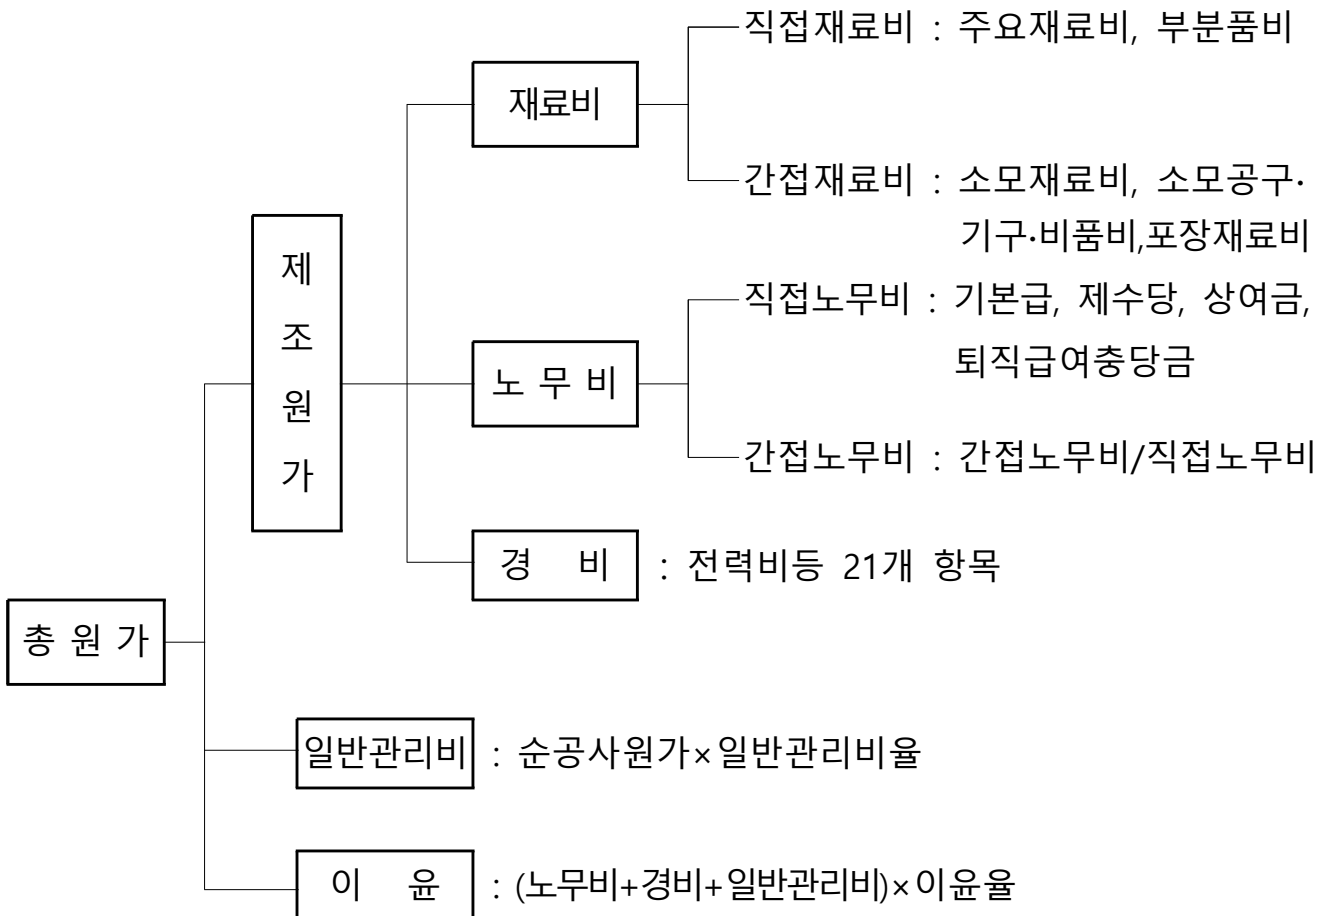 직접재료비 : 주요재료비, 부분품비
재료비
간접재료비 : 소모재료비, 소모공구·
기구·비품비,포장재료비
제
조
원
가
직접노무비 : 기본급, 제수당, 상여금,
퇴직급여충당금
노 무 비
간접노무비 : 간접노무비/직접노무비
경 비 : 전력비등 21개 항목
총 원 가
일반관리비 : 순공사원가×일반관리비율
이 윤 : (노무비+경비+일반관리비)×이윤율